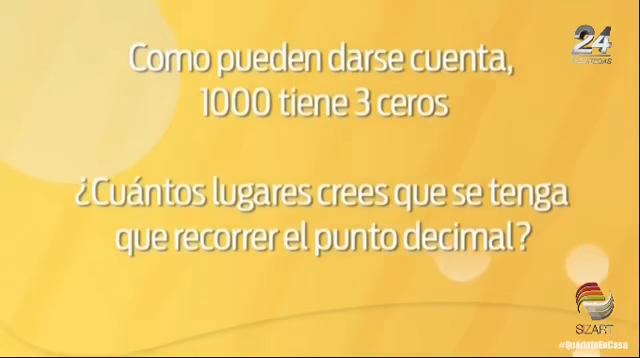 24
Como pueden darse cuenta,
1000 tiene 3 ceros
¿Cuántos lugares crees que se tenga
que recorrer el punto decimal?
SIZART
#QuédateEnCasa